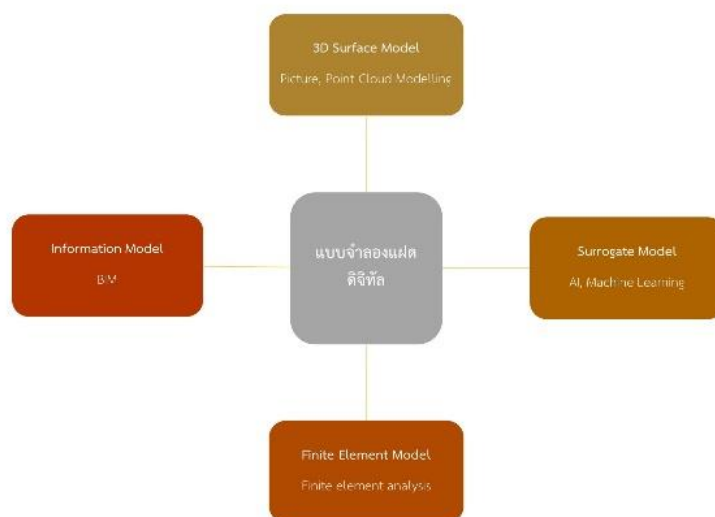 3D Surface Model
Picture, Point Cloud Modelling
Information Model
BIM
แบบจำลองแฝด
ดิจิทัล
Surrogate Model
AI, Machine Learning
Finite Element Model
Finite element analysis